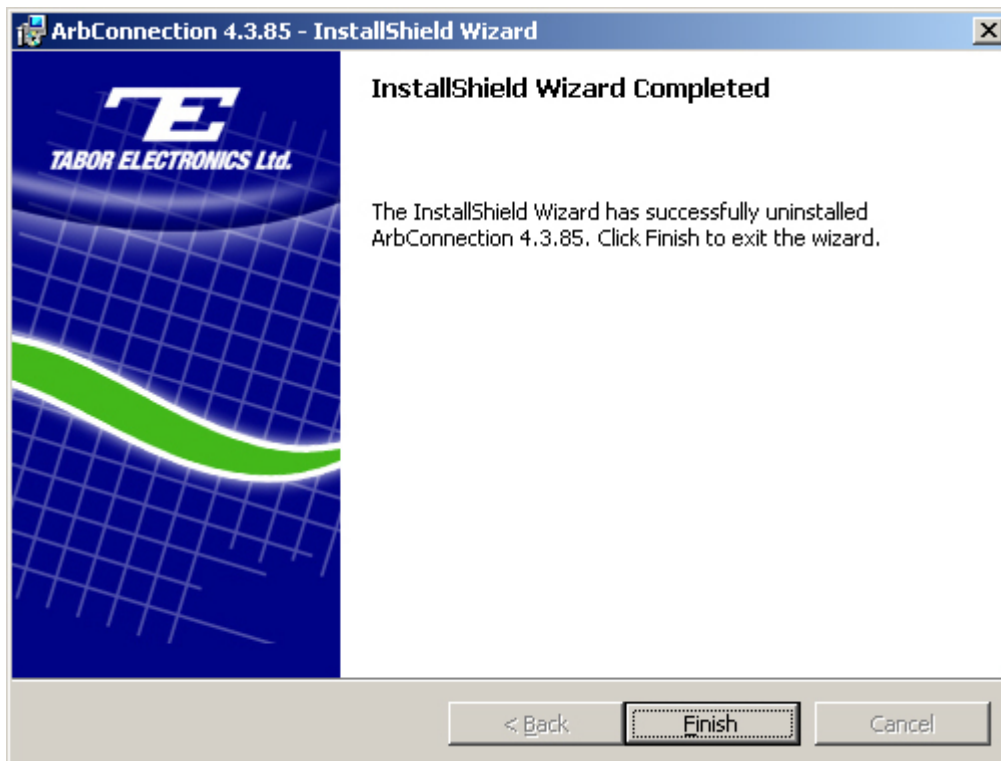 ArbConnection 4.3.85 - InstallShield Wizard
TE
TABOR ELECTRONICS Ltd.
InstallShield Wizard Completed
The InstallShield Wizard has successfully uninstalled
ArbConnection 4.3.85. Click Finish to exit the wizard.
< Back
Finish
Cancel